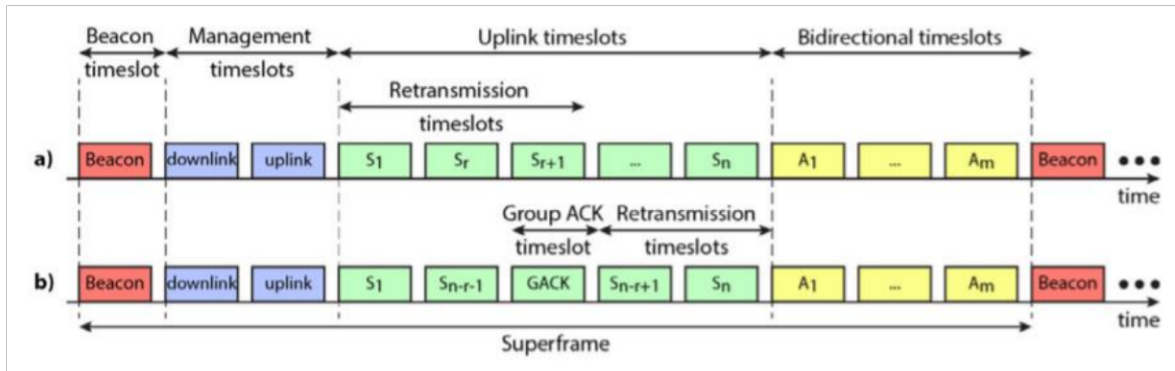 Beacon Management Uplink timeslots Bidirectional timeslots
timeslot timeslots
Retransmission
timeslots
a) Beacon downlink uplink S1 Sr Sr+1 ... Sn A1 ... Am Beacon
time
Group ACK Retransmission
timeslot timeslots
b) Beacon downlink uplink S1 Sn-r-1 GACK Sn-r+1 Sn A1 ... Am Beacon
time
Superframe